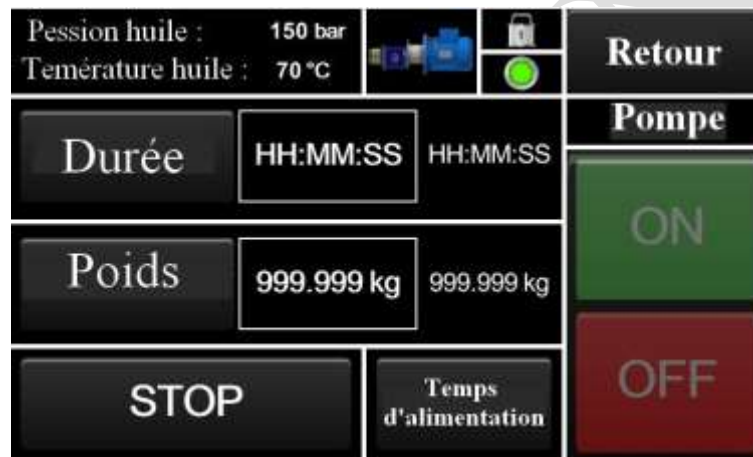 Pession huile : 150 bar
Temérature huile : 70 °C
Retour
Pompe
Durée HH:MM:SS HH:MM:SS
ON
Poids 999.999 kg 999.999 kg
OFF
STOP
Temps
d'alimentation